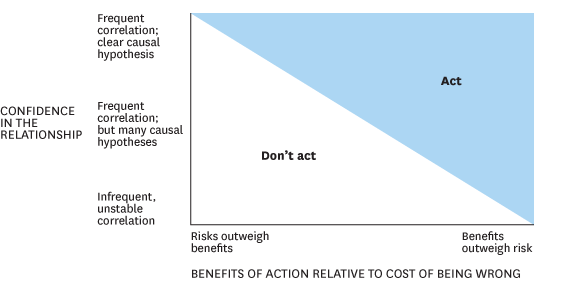 Frequent
correlation;
clear causal
hypothesis
Act
CONFIDENCE
IN THE
RELATIONSHIP
Frequent
correlation;
but many causal
hypotheses
Don’t act
Infrequent,
unstable
correlation
Risks outweigh
benefits
Benefits
outweigh risk
BENEFITS OF ACTION RELATIVE TO COST OF BEING WRONG